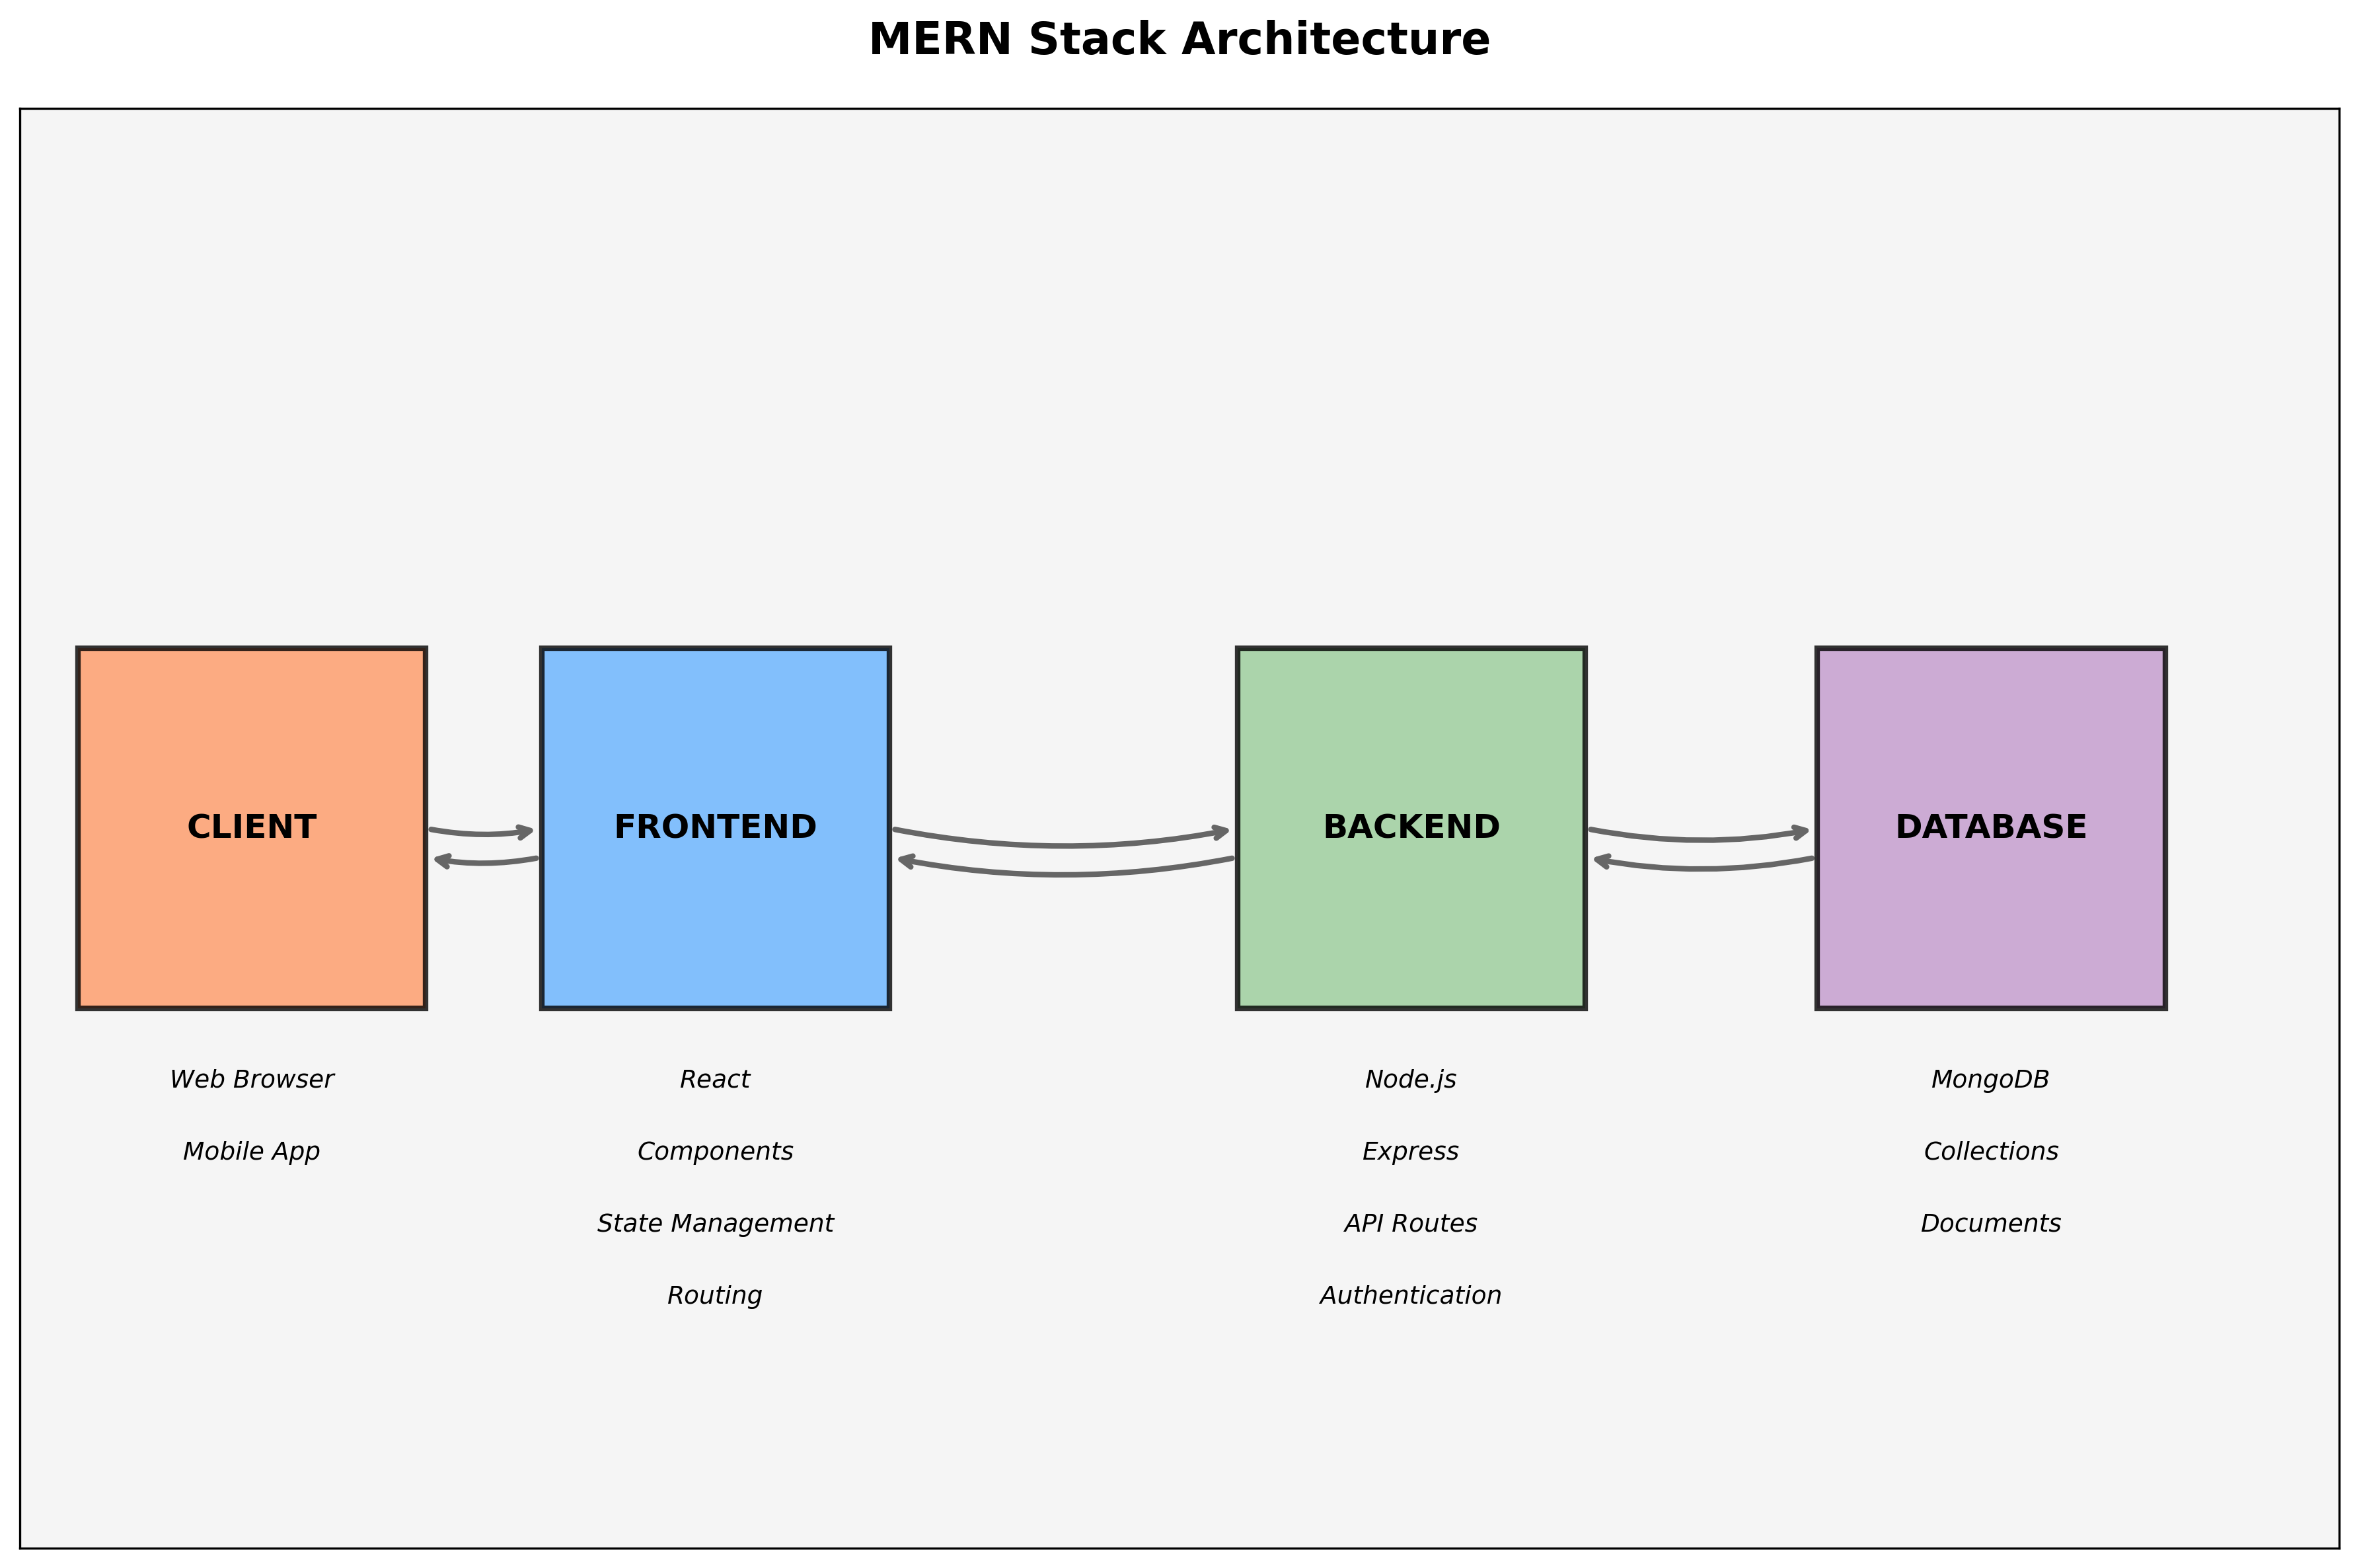 MERN Stack Architecture
CLIENT
Web Browser
Mobile App
FRONTEND
React
Components
State Management
Routing
BACKEND
Node.js
Express
API Routes
Authentication
DATABASE
MongoDB
Collections
Documents